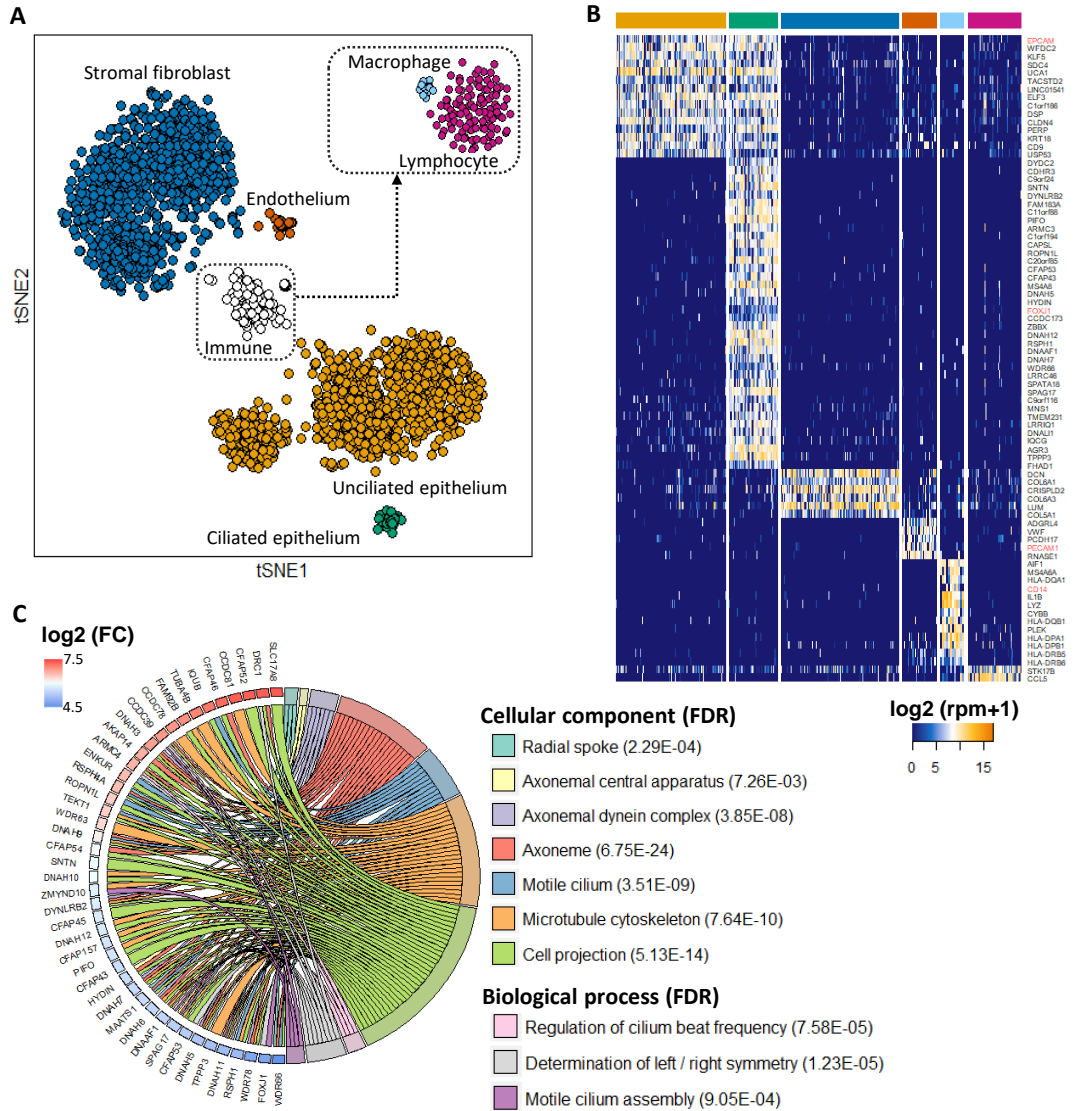 A
Stromal fibroblast
Macrophage
Lymphocyte
Endothelium
Immune
Unciliated epithelium
Ciliated epithelium
tSNE2
tSNE1
B
EPCAM
WFDC2
KLF5
SDC4
UCA1
TACSTD2
LINC01541
ELF3
C1orf186
DSP
CLDN4
PERP
KRT18
CD9
USP53
DYDC2
CDHR3
C9orf24
SNTN
DYNLRB2
FAM183A
C11orf88
PIFO
ARMC3
C1orf194
CAPSL
ROPN1L
C20orf85
CFAP53
CFAP43
MS4A8
DNAH5
HYDIN
FOXJ1
CCDC173
ZBBX
DNAH12
RSPH1
DNAAF1
DNAH7
WDR66
LRRC46
SPATA18
SPAG17
C9orf116
MNS1
TMEM231
LRRIQ1
DNALI1
IQCG
AGR3
TPPP3
FHAD1
DCN
COL6A1
CRISPLD2
COL6A3
LUM
COL5A1
ADGRL4
VWF
PCDH17
PECAM1
RNASE1
AIF1
MS4A6A
HLA-DQA1
CD14
IL1B
LYZ
CYBB
HLA-DQB1
PLEK
HLA-DPA1
HLA-DPB1
HLA-DRB5
HLA-DRB6
STK17B
CCL5
log2 (rpm+1)
0 5 15
C
log2 (FC)
7.5
4.5
SLC17A8
DRC1
CFAP52
CCDC81
CFAP46
IQUB
TUBA4B
FAM92B
CCDC78
CCDC39
DNAH3
AKAP14
ARMC4
ENKUR
RSPH4A
ROPN1L
TEKT1
WDR63
DNAH9
CFAP54
SNTN
DNAH10
ZMYND10
DYNLRB2
CFAP45
DNAH12
CFAP157
PIFO
CFAP43
HYDIN
DNAH7
MAATS1
DNAH6
DNAAF1
SPAG17
CFAP53
DNAH5
TPPP3
DNAH11
RSPH1
WDR78
FOXJ1
WDR66
Cellular component (FDR)
Radial spoke (2.29E-04)
Axonemal central apparatus (7.26E-03)
Axonemal dynein complex (3.85E-08)
Axoneme (6.75E-24)
Motile cilium (3.51E-09)
Microtubule cytoskeleton (7.64E-10)
Cell projection (5.13E-14)
Biological process (FDR)
Regulation of cilium beat frequency (7.58E-05)
Determination of left / right symmetry (1.23E-05)
Motile cilium assembly (9.05E-04)